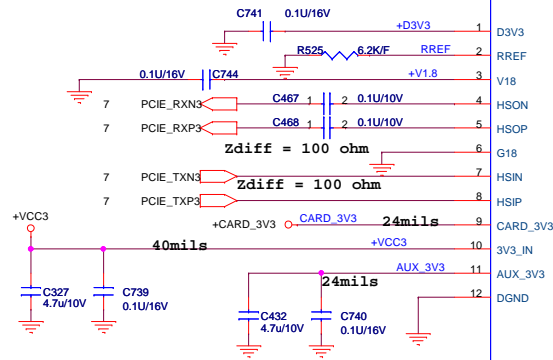 C741 0.1U/16V
+D3V3 1 D3V3
R525 6.2K/F RREF 2 RREF
0.1U/16V C744 +V1.8 3 V18
7 PCIE_RXN3 C467 1 2 0.1U/10V 4 HSON
7 PCIE_RXP3 C468 1 2 0.1U/10V 5 HSOP
Zdiff = 100 ohm 6 G18
7 PCIE_TXN3 7 HSIN
Zdiff = 100 ohm
7 PCIE_TXP3 8 HSIP
+CARD_3V3 CARD_3V3 24mils 9 CARD_3V3
+VCC3
40mils +VCC3 10 3V3_IN
AUX_3V3 11 AUX_3V3
24mils
C327 4.7u/10V
C739 0.1U/16V
12 DGND
C432 4.7u/10V
C740 0.1U/16V